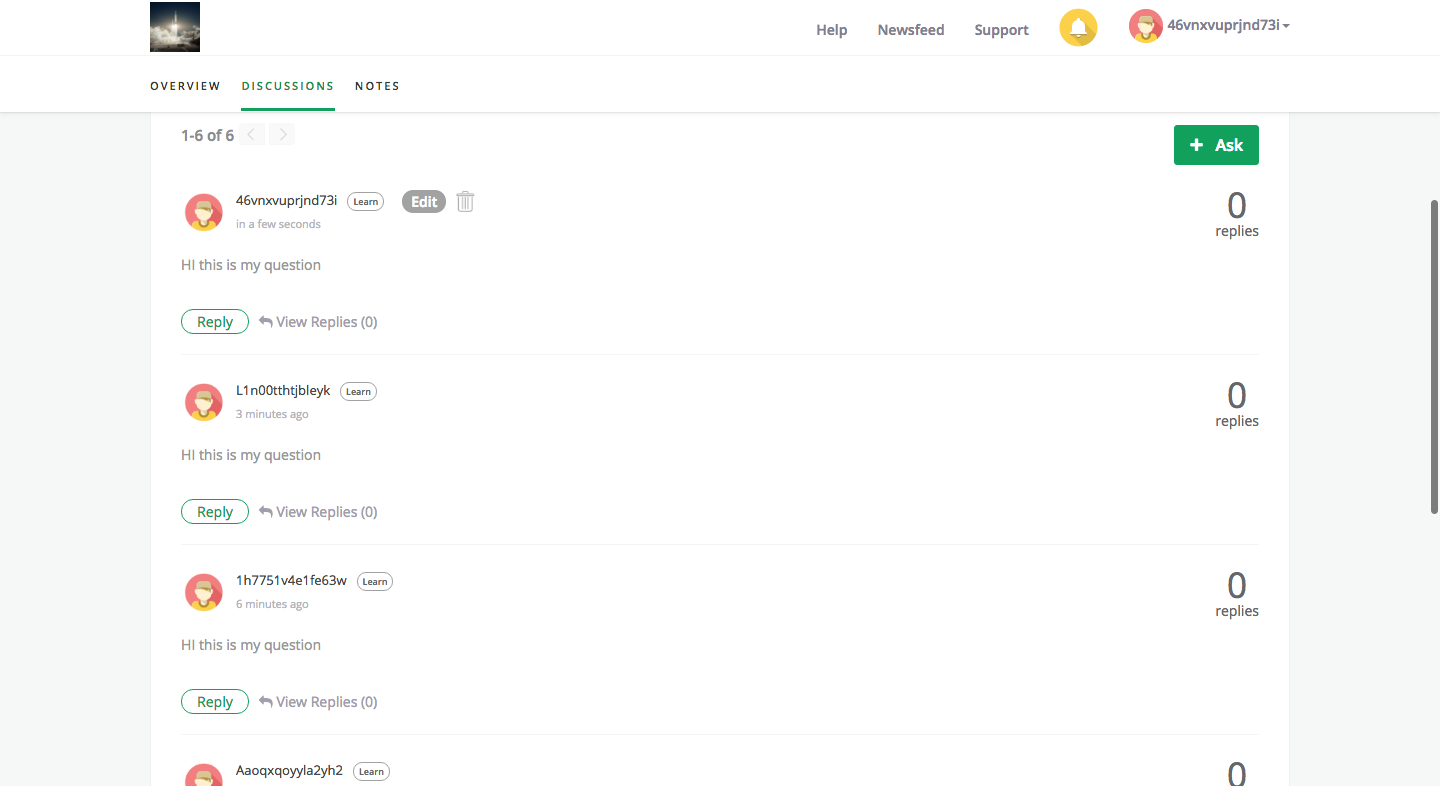 Help Newsfeed Support 46vnxvuprjnd73i
OVERVIEW DISCUSSIONS NOTES
1-6 of 6
+ Ask
46vnxvuprjnd73i Learn Edit
in a few seconds
0
replies
HI this is my question
Reply View Replies (0)
L1n00tthtjbleyk Learn
3 minutes ago
0
replies
HI this is my question
Reply View Replies (0)
1h7751v4e1fe63w Learn
6 minutes ago
0
replies
HI this is my question
Reply View Replies (0)
Aaoqxqoyyla2yh2 Learn
0